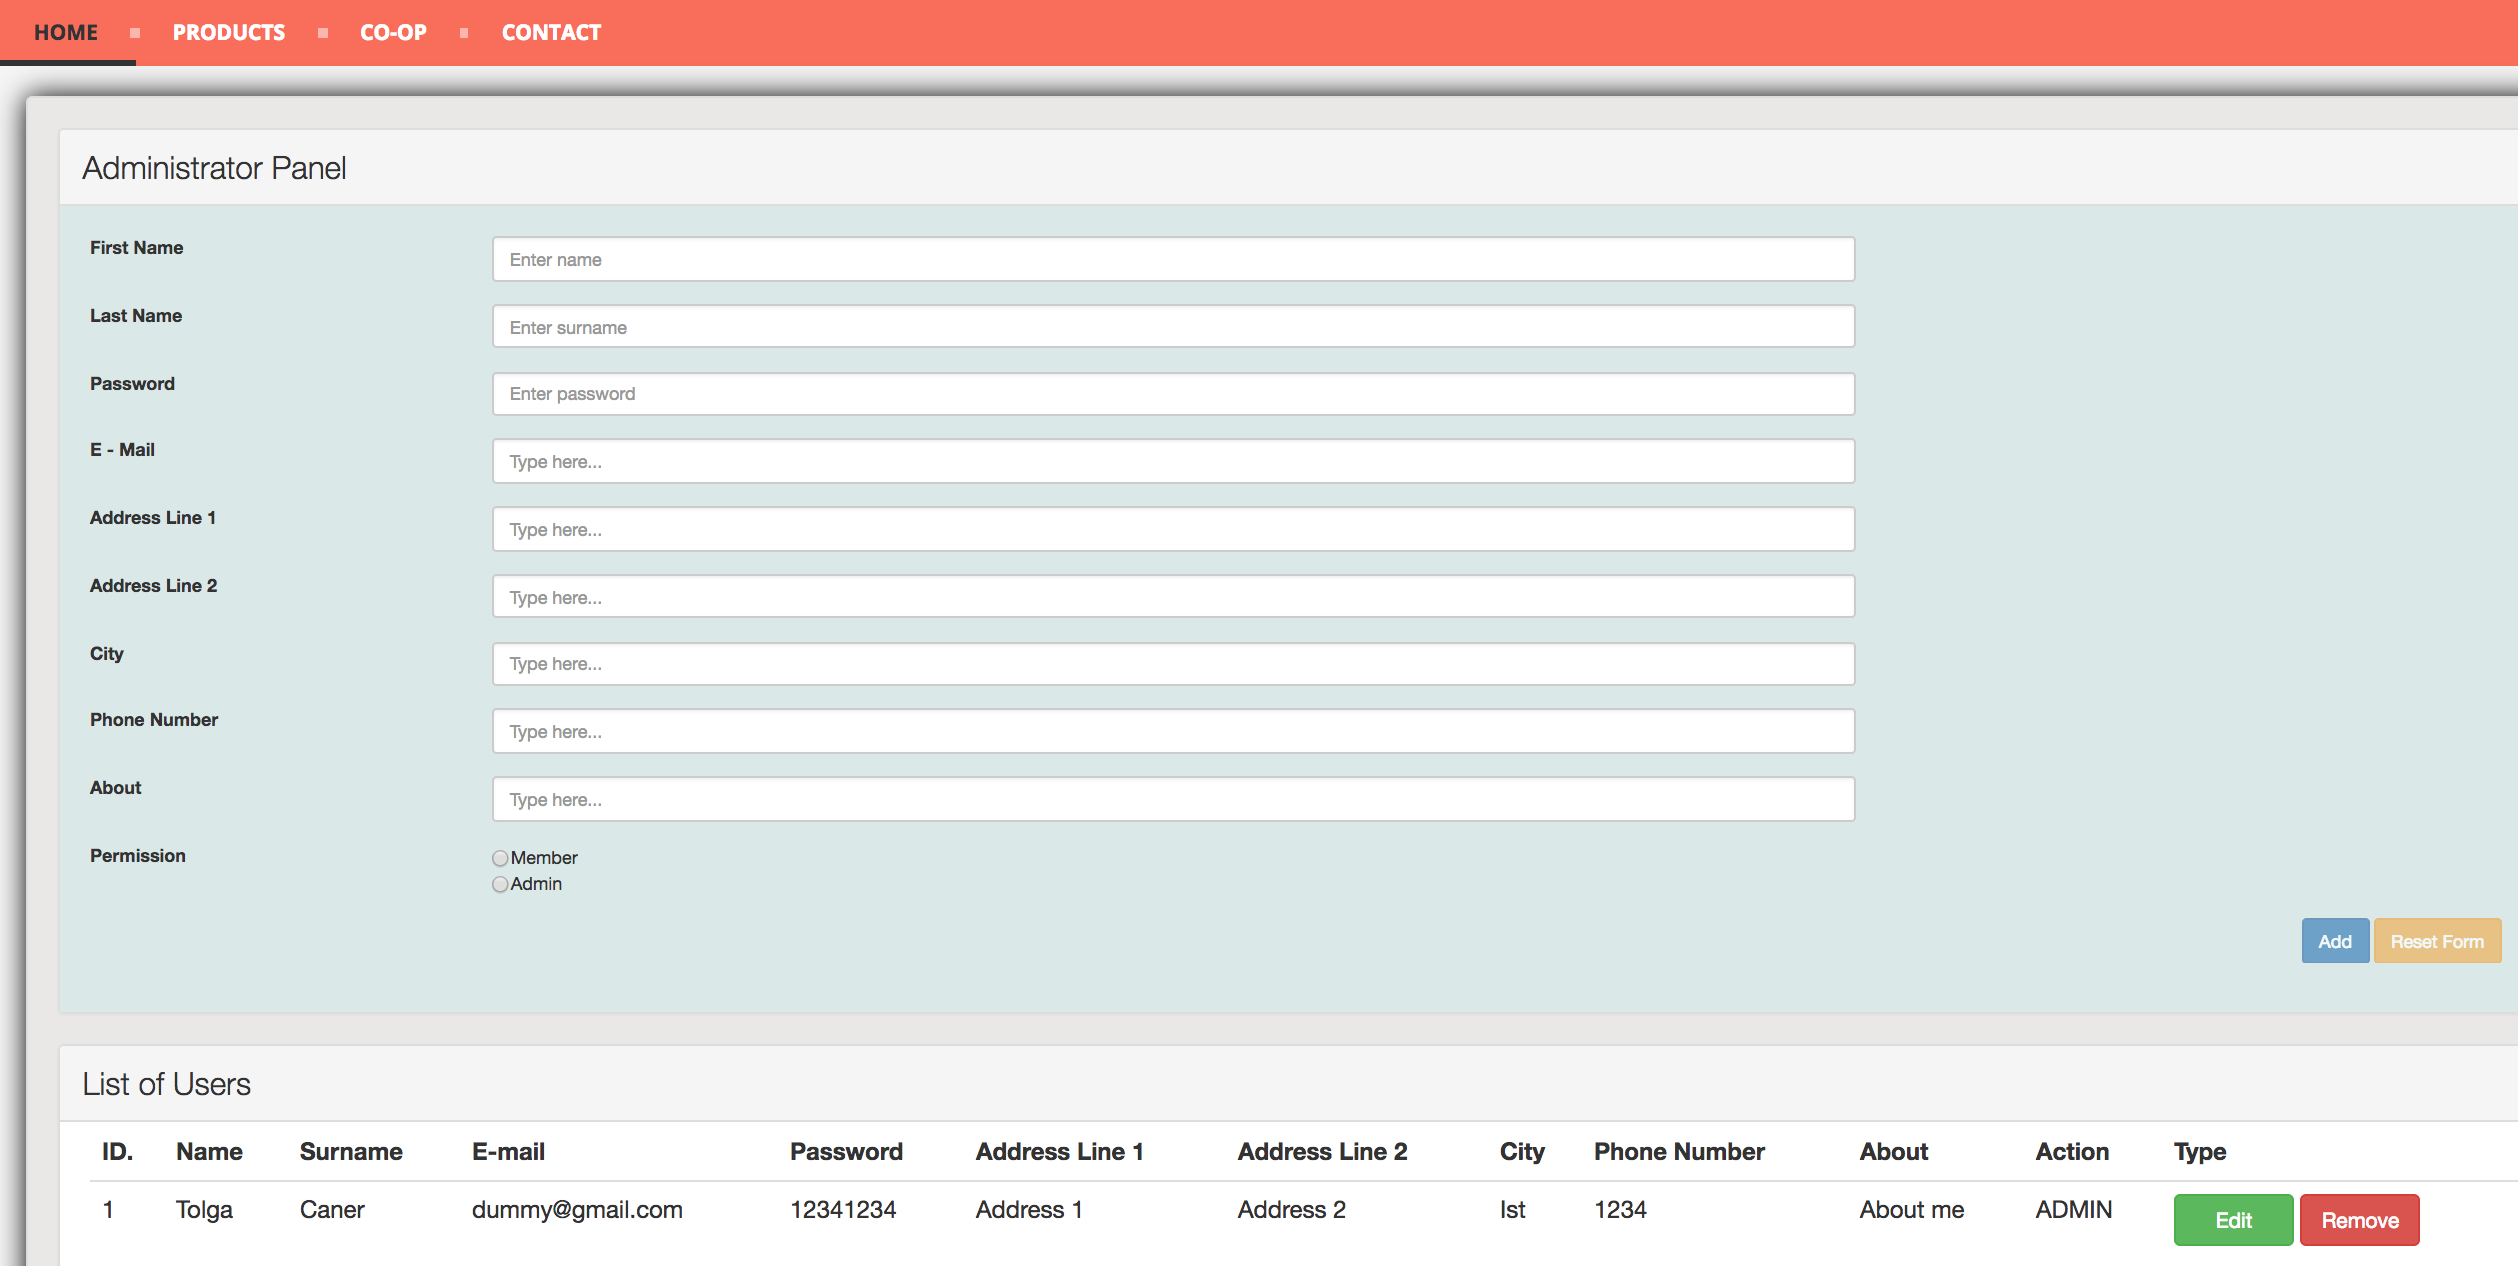 HOME PRODUCTS CO-OP CONTACT
Administrator Panel
First Name Enter name
Last Name Enter surname
Password Enter password
E - Mail Type here...
Address Line 1 Type here...
Address Line 2 Type here...
City Type here...
Phone Number Type here...
About Type here...
Permission Member
Admin
Add Reset Form
List of Users
ID. Name Surname E-mail Password Address Line 1 Address Line 2 City Phone Number About Action Type
1 Tolga Caner dummy@gmail.com 12341234 Address 1 Address 2 Ist 1234 About me ADMIN Edit Remove